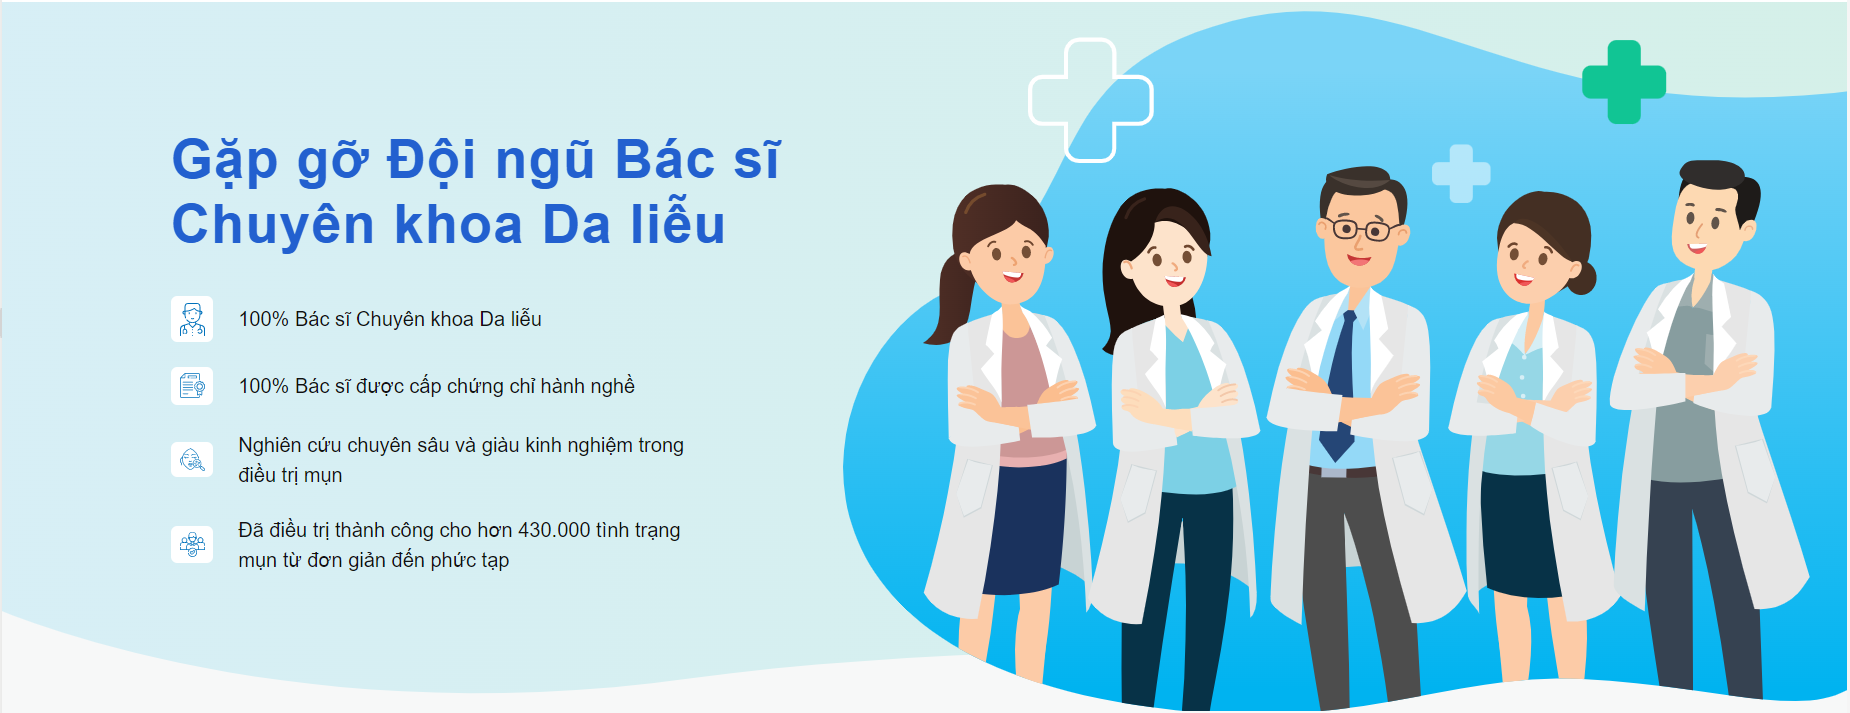 Gặp gỡ Đội ngũ Bác sĩ
Chuyên khoa Da liễu
100% Bác sĩ Chuyên khoa Da liễu
100% Bác sĩ được cấp chứng chỉ hành nghề
Nghiên cứu chuyên sâu và giàu kinh nghiệm trong
điều trị mụn
Đã điều trị thành công cho hơn 430.000 tình trạng
mụn từ đơn giản đến phức tạp